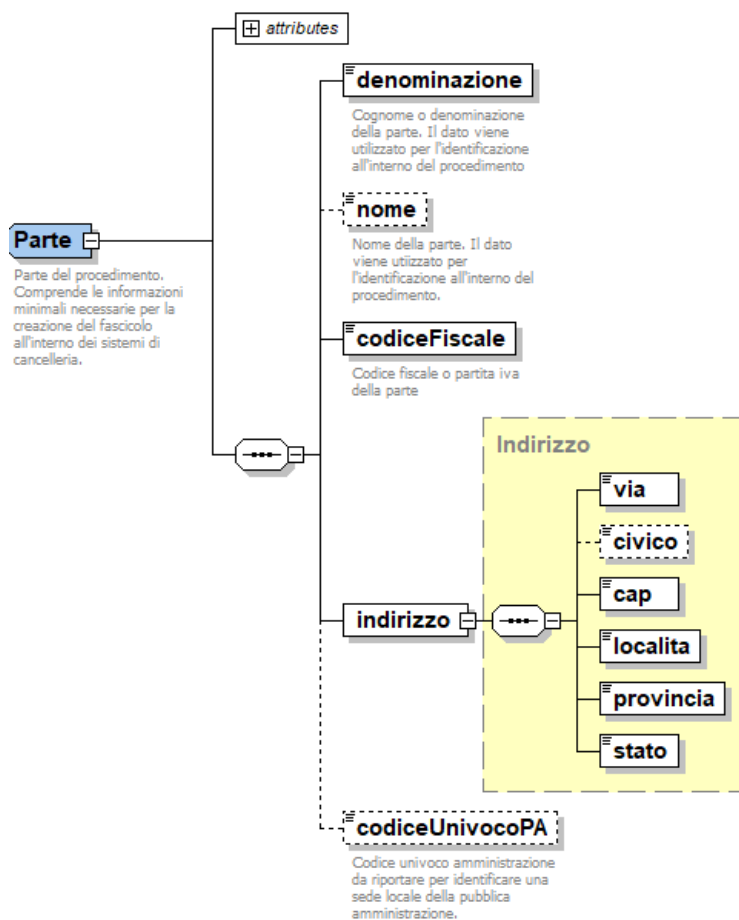 attributes
denominazione
Cognome o denominazione
della parte. Il dato viene
utilizzato per l'identificazione
all'interno del procedimento
nome
Nome della parte. Il dato
viene utiizzato per
l'identificazione all'interno del
procedimento.
Parte
Parte del procedimento.
Comprende le informazioni
minimali necessarie per la
creazione del fascicolo
all'interno dei sistemi di
cancelleria.
codiceFiscale
Codice fiscale o partita iva
della parte
indirizzo
Indirizzo
via
civico
cap
localita
provincia
stato
codiceUnivocoPA
Codice univoco amministrazione
da riportare per identificare una
sede locale della pubblica
amministrazione.